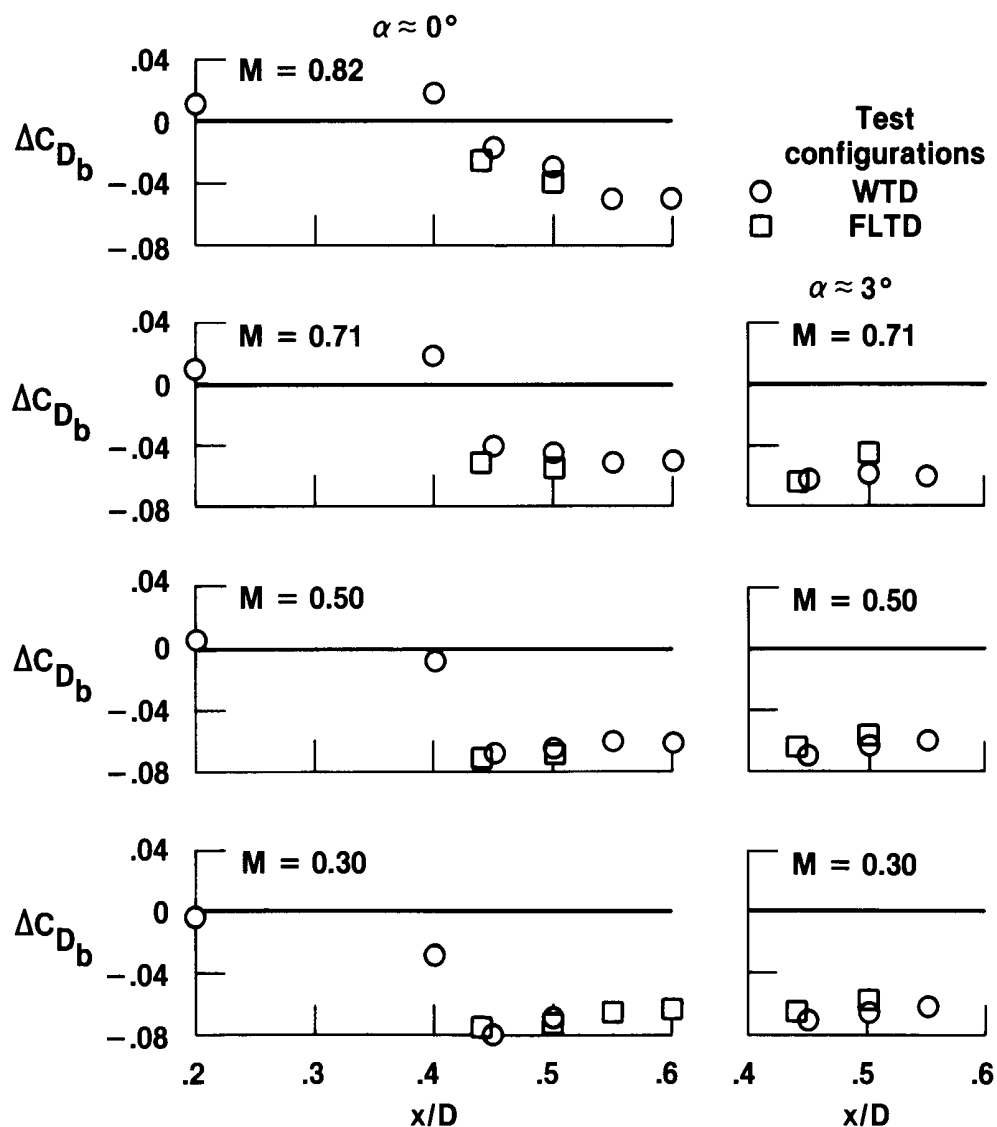 α ≈ 0°
.04
M = 0.82
0
ΔC_D_b
–.04
–.08
Test
configurations
WTD
FLTD
α ≈ 3°
.04
M = 0.71
0
ΔC_D_b
–.04
–.08
M = 0.71
.04
M = 0.50
0
ΔC_D_b
–.04
–.08
M = 0.50
.04
M = 0.30
0
ΔC_D_b
–.04
–.08
.2 .3 .4 .5 .6
x/D
M = 0.30
.4 .5 .6
x/D